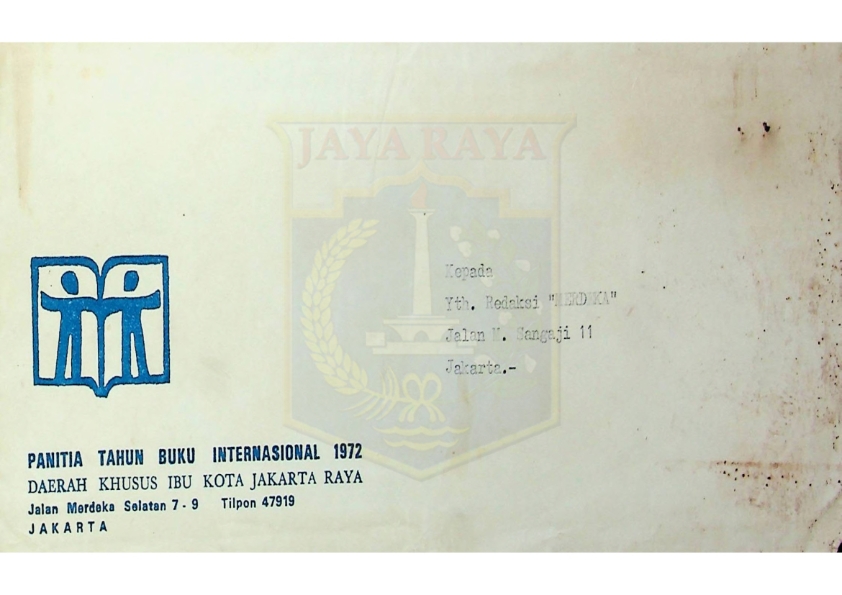 JAYA RAYA
Kepada
Yth. Redaksi "MERDEKA"
Jalan M. Sangaji 11
Jakarta.-
PANITIA TAHUN BUKU INTERNASIONAL 1972
DAERAH KHUSUS IBU KOTA JAKARTA RAYA
Jalan Merdeka Selatan 7 - 9 Tilpon 47919
JAKARTA